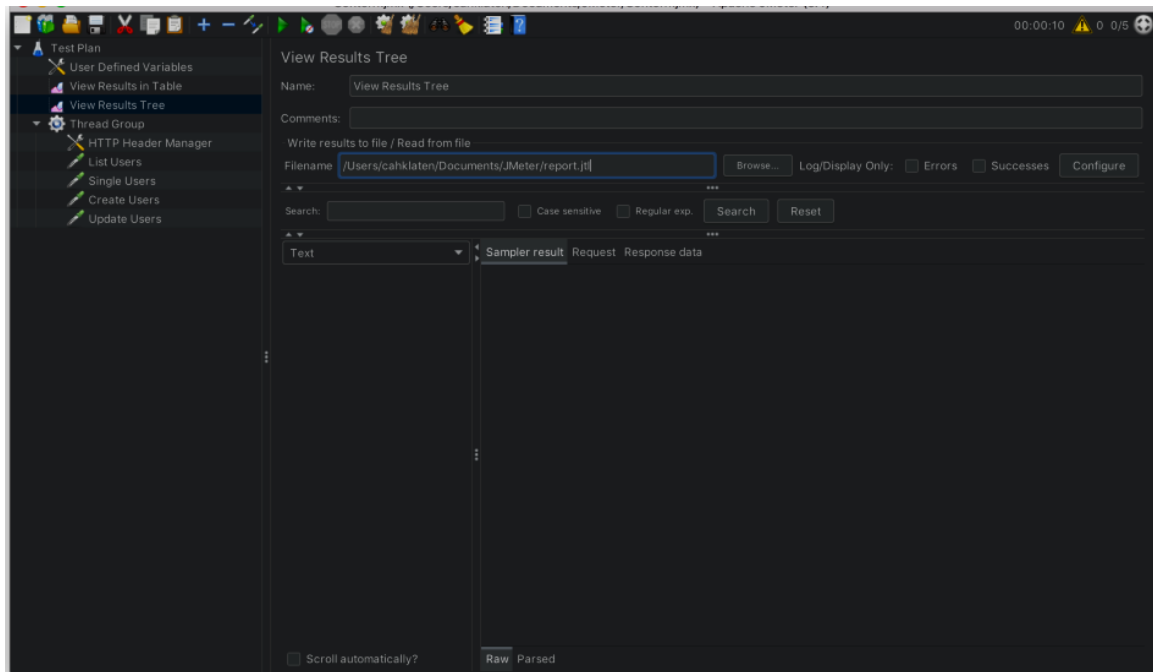 00:00:10 0 0/5
Test Plan
User Defined Variables
View Results in Table
View Results Tree
Thread Group
HTTP Header Manager
List Users
Single Users
Create Users
Update Users
View Results Tree
Name: View Results Tree
Comments:
Write results to file / Read from file
Filename /Users/cahklaten/Documents/JMeter/report.jtl Browse... Log/Display Only: Errors Successes Configure
Search: Case sensitive Regular exp. Search Reset
Text Sampler result Request Response data
Scroll automatically? Raw Parsed